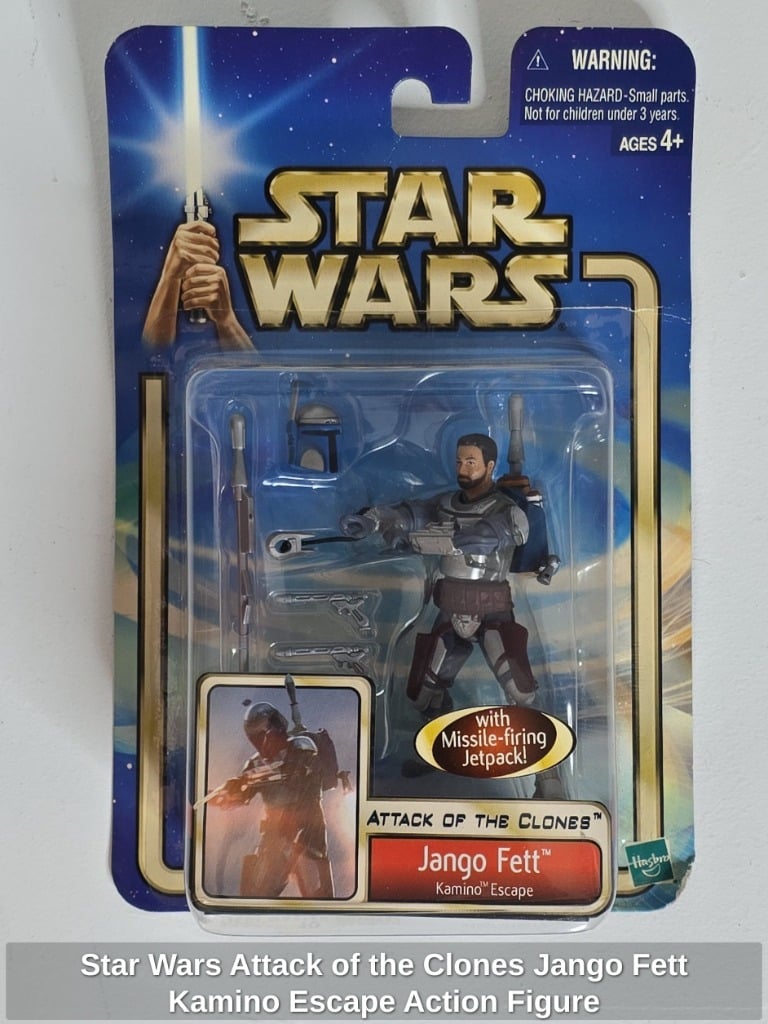 WARNING:
CHOKING HAZARD-Small parts.
Not for children under 3 years.
AGES 4+
STAR
WARS
with
Missile-firing
Jetpack!
ATTACK OF THE CLONES™
Jango Fett™
Kamino™ Escape
Hasbro
Star Wars Attack of the Clones Jango Fett
Kamino Escape Action Figure